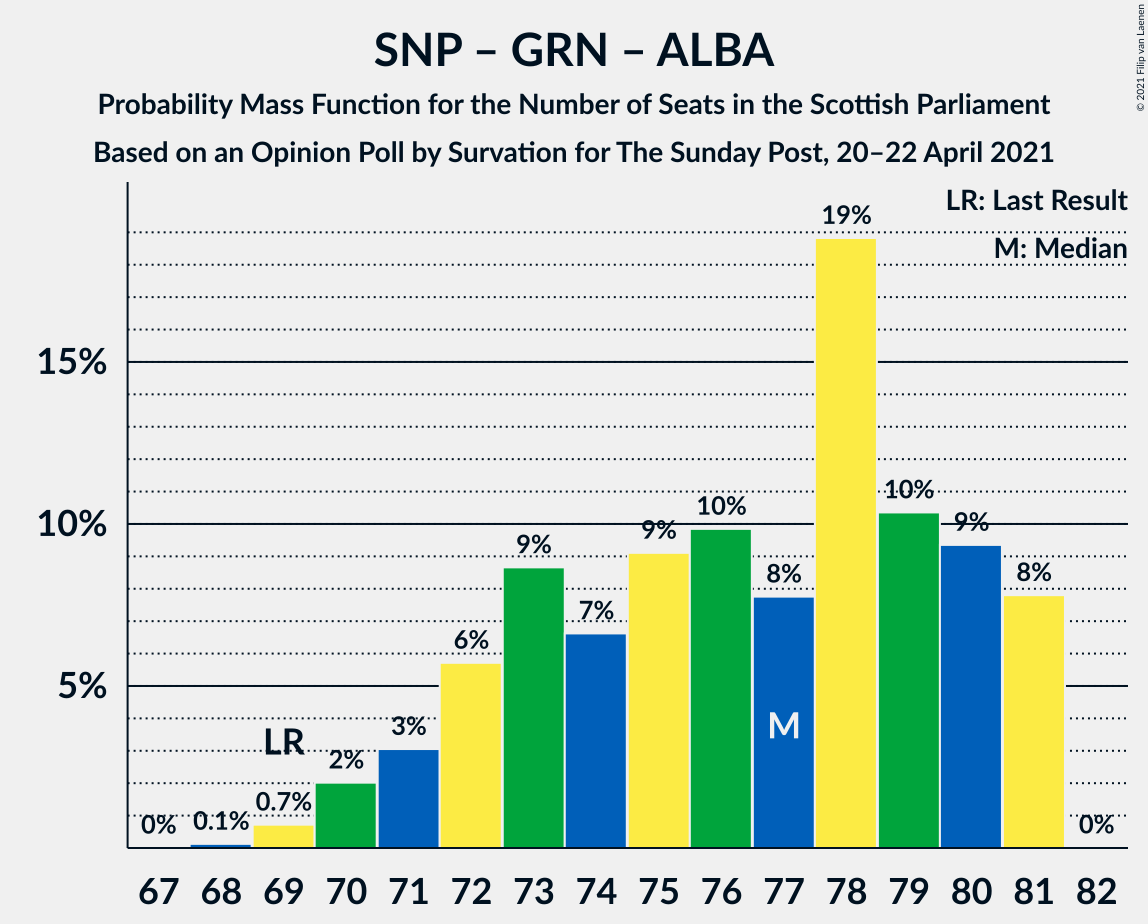 SNP – GRN – ALBA
Probability Mass Function for the Number of Seats in the Scottish Parliament
Based on an Opinion Poll by Survation for The Sunday Post, 20–22 April 2021
© 2021 Filip van Laenen
LR: Last Result
M: Median
15%
10%
5%
0%
0.1%
0.7%
2%
3%
6%
9%
7%
9%
10%
8%
19%
10%
9%
8%
0%
LR
M
67 68 69 70 71 72 73 74 75 76 77 78 79 80 81 82